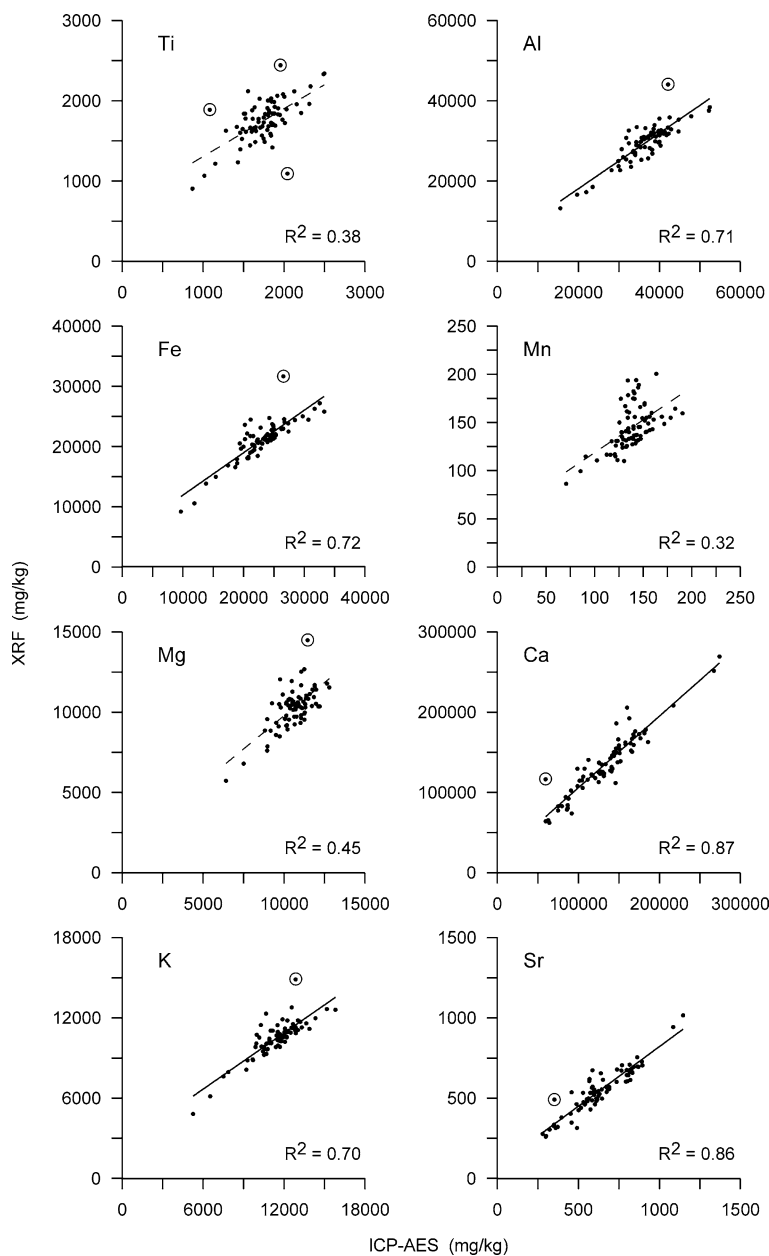 Ti
3000
2000
1000
0
0 1000 2000 3000
R2 = 0.38
Al
60000
40000
20000
0
0 20000 40000 60000
R2 = 0.71
Fe
40000
30000
20000
10000
0
0 10000 20000 30000 40000
R2 = 0.72
Mn
250
200
150
100
50
0
0 50 100 150 200 250
R2 = 0.32
Mg
15000
10000
5000
0
0 5000 10000 15000
R2 = 0.45
Ca
300000
200000
100000
0
0 100000 200000 300000
R2 = 0.87
K
18000
12000
6000
0
0 6000 12000 18000
R2 = 0.70
Sr
1500
1000
500
0
0 500 1000 1500
R2 = 0.86
XRF (mg/kg)
ICP-AES (mg/kg)